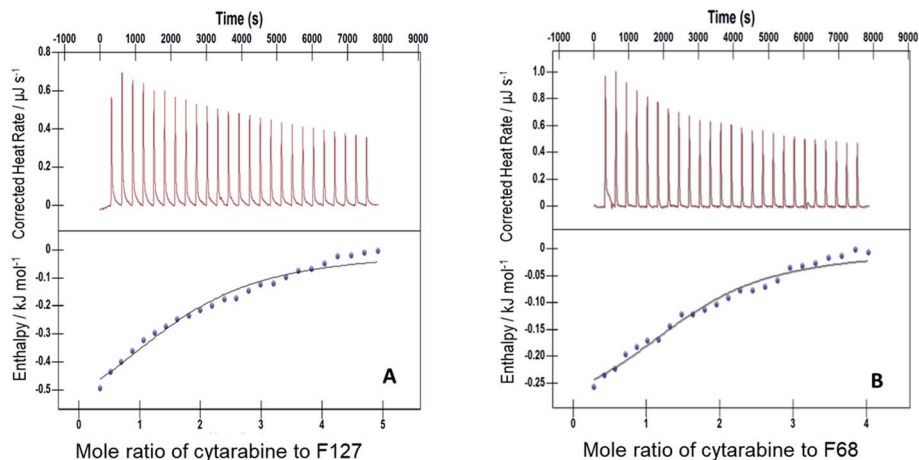 Time (s)
-1000 0 1000 2000 3000 4000 5000 6000 7000 8000 9000
Corrected Heat Rate / µJ s⁻¹
0.8
0.6
0.4
0.2
0
Enthalpy / kJ mol⁻¹
0
-0.1
-0.2
-0.3
-0.4
-0.5
A
0 1 2 3 4 5
Mole ratio of cytarabine to F127
Time (s)
-1000 0 1000 2000 3000 4000 5000 6000 7000 8000 9000
Corrected Heat Rate / µJ s⁻¹
1.0
0.8
0.6
0.4
0.2
0
Enthalpy / kJ mol⁻¹
0
-0.05
-0.10
-0.15
-0.20
-0.25
B
0 1 2 3 4
Mole ratio of cytarabine to F68